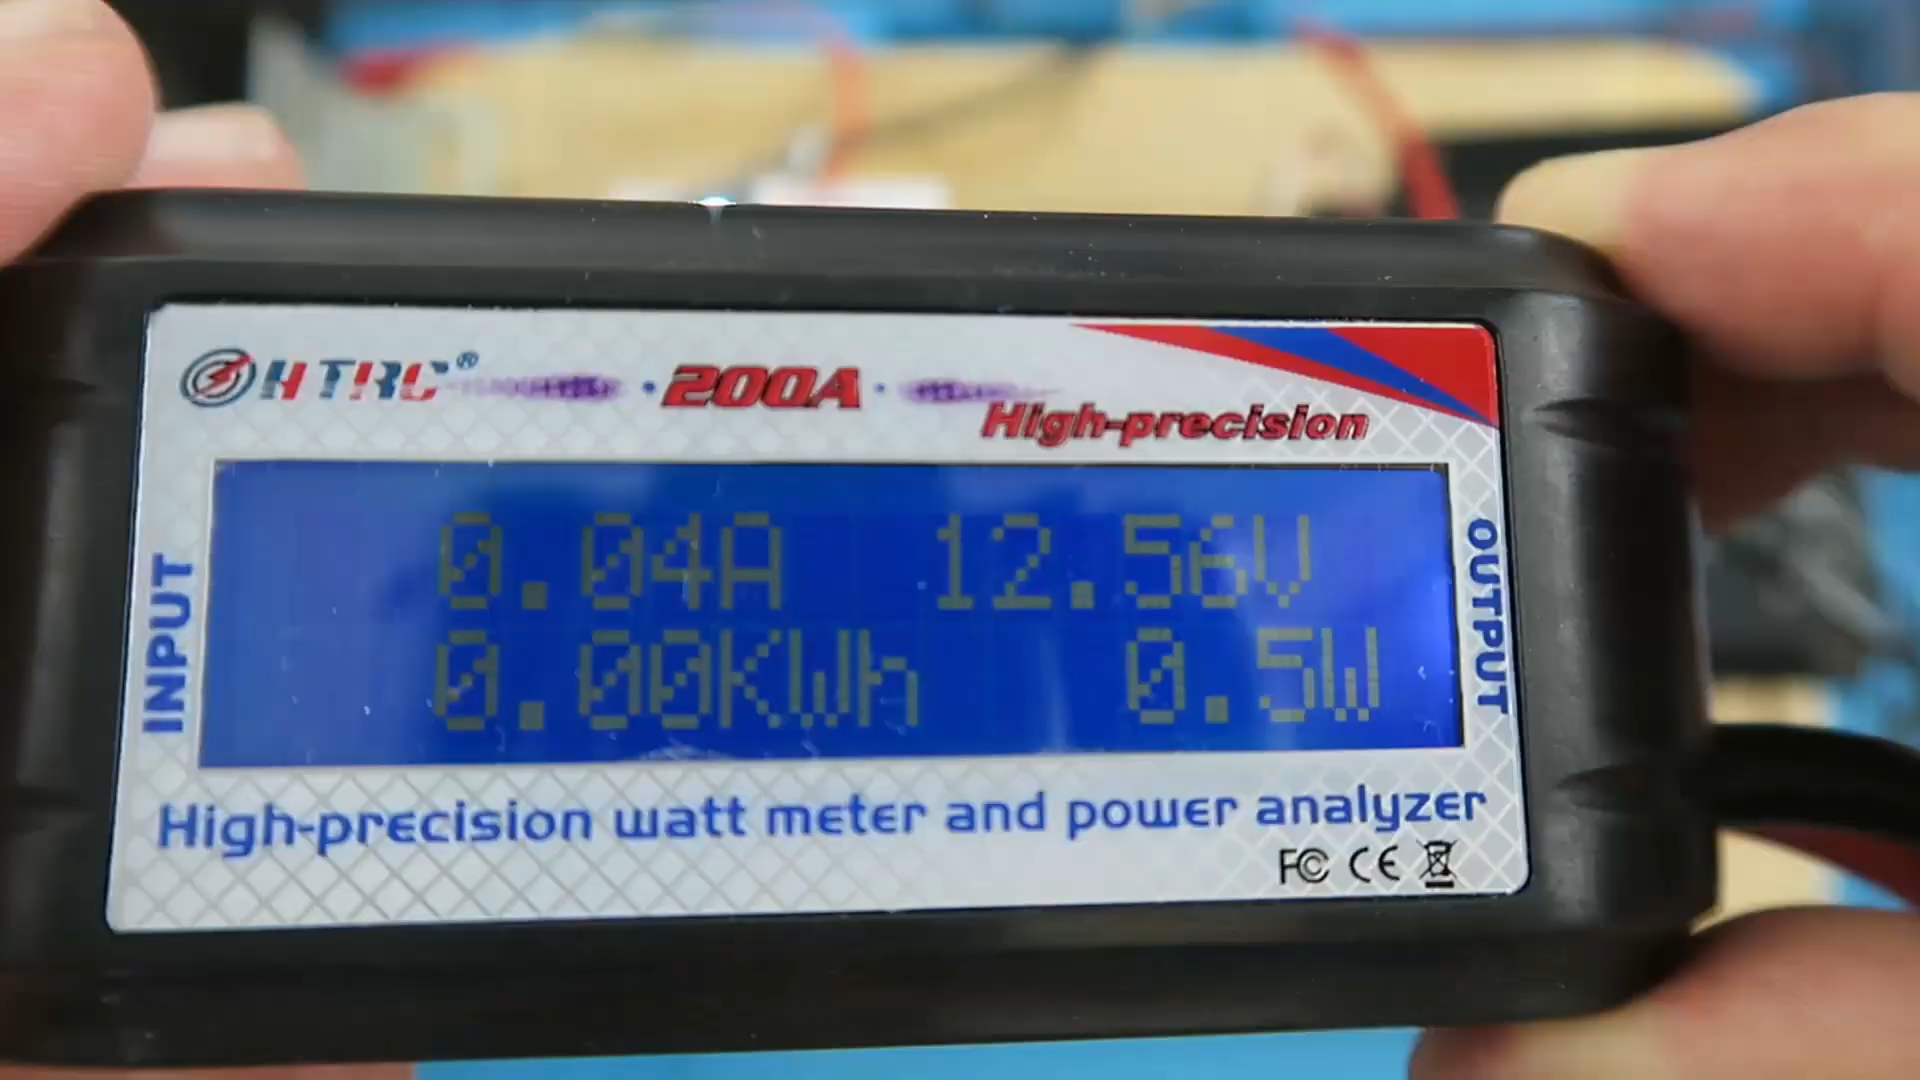 HTRC®
200A
High-precision
INPUT
0.04A 12.56V
0.00KWh 0.5W
OUTPUT
High-precision watt meter and power analyzer
FC CE